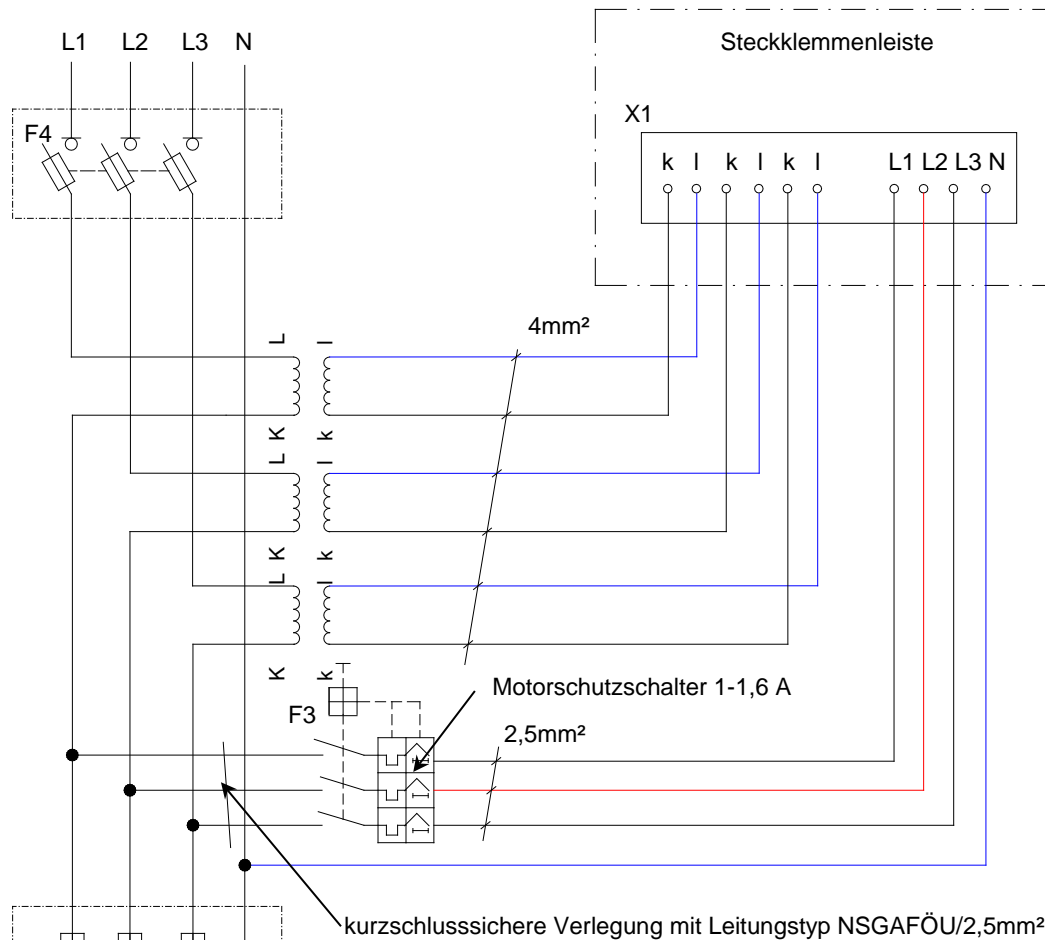 L1 L2 L3 N
Steckklemmenleiste
F4
X1
k l k l k l L1 L2 L3 N
4mm²
L l
K k
L l
K k
L l
K k
Motorschutzschalter 1-1,6 A
F3
2,5mm²
kurzschlusssichere Verlegung mit Leitungstyp NSGAFÖU/2,5mm²